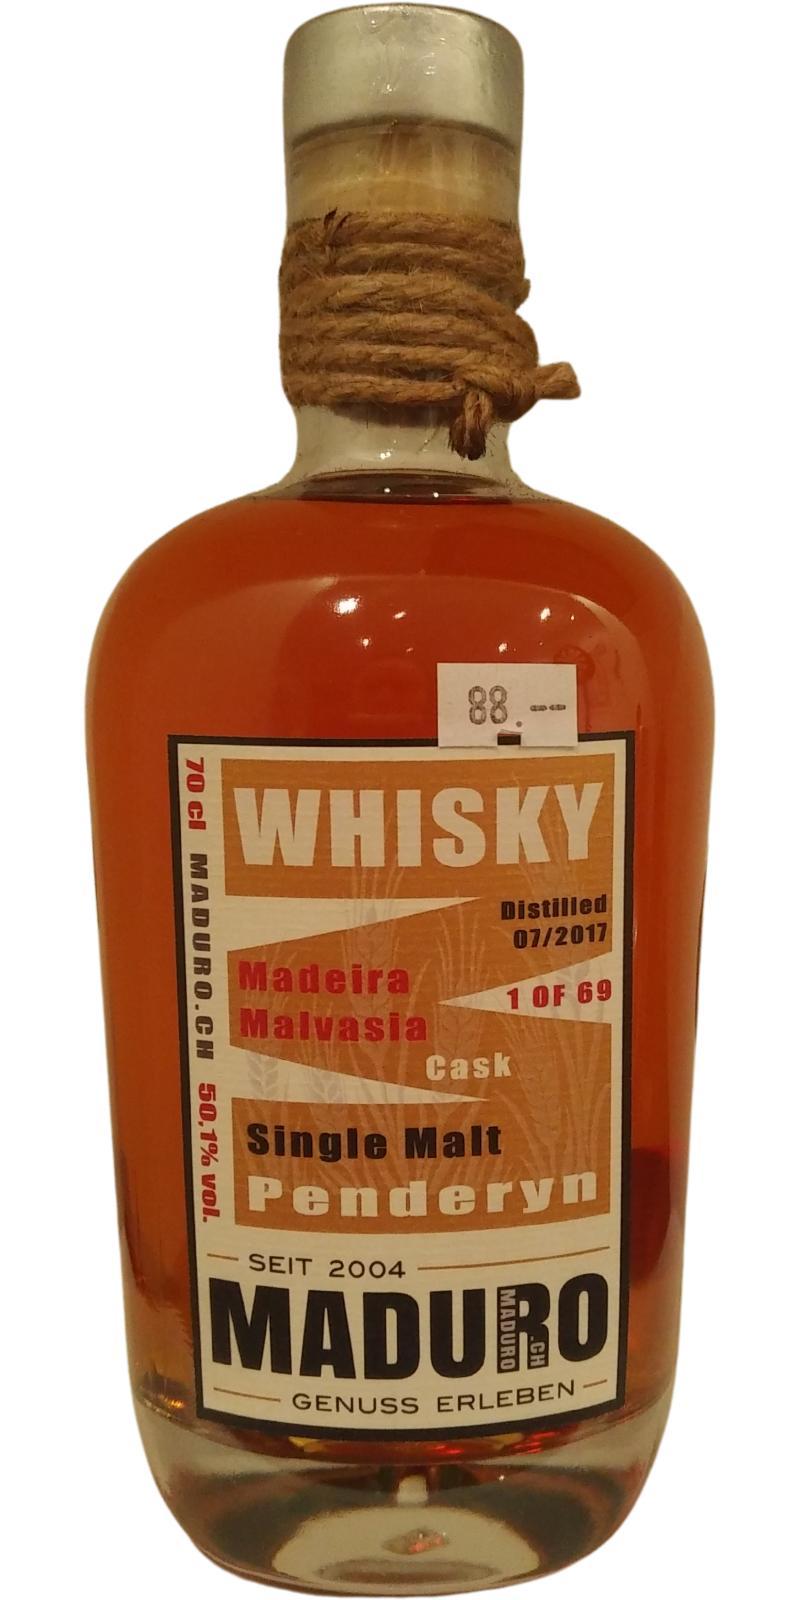 88.--
WHISKY
Distilled
07/2017
Madeira
Malvasia
1 OF 69
Cask
Single Malt
Penderyn
70 cl MADURO.CH 50,1% vol.
SEIT 2004
MADURO
MADURO
.CH
GENUSS ERLEBEN